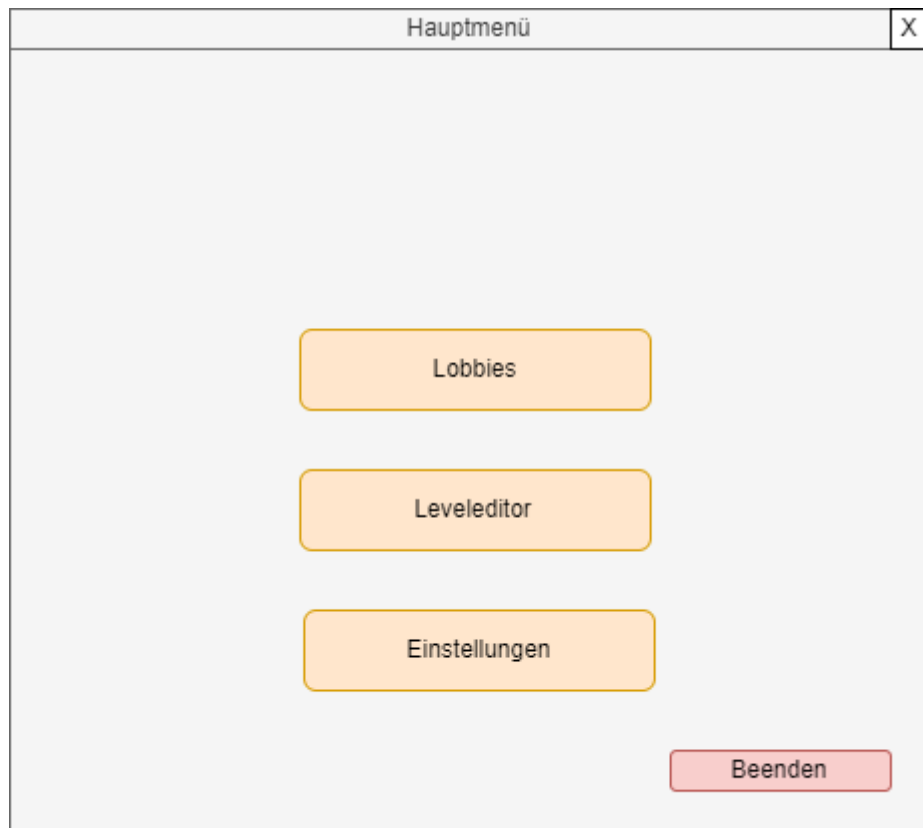 Hauptmenü
X
Lobbies
Leveleditor
Einstellungen
Beenden